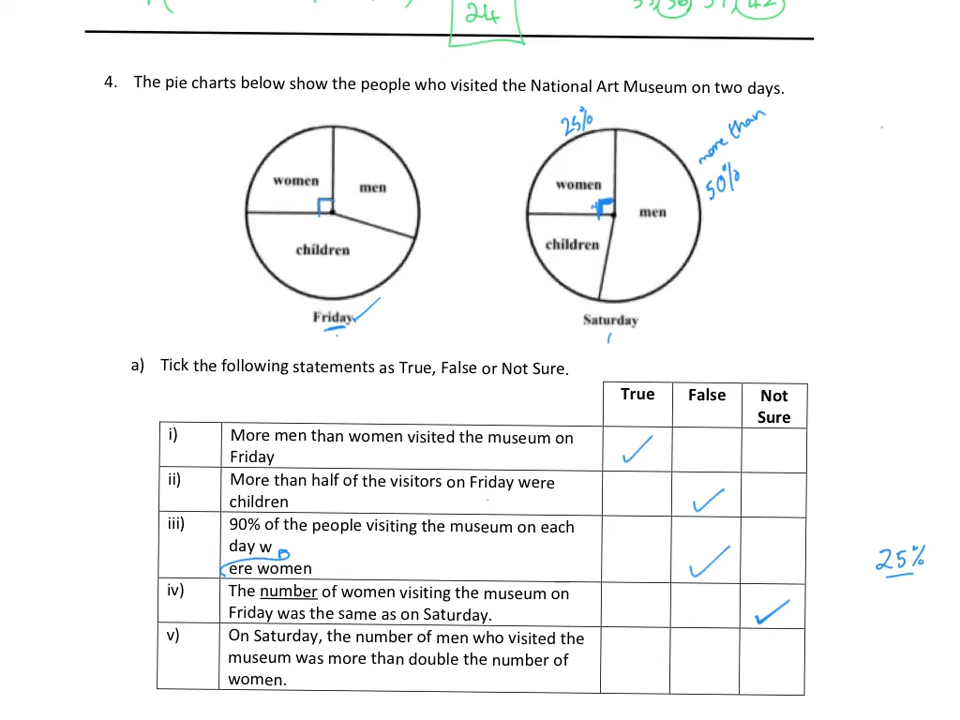 24
4. The pie charts below show the people who visited the National Art Museum on two days.
25%
more than
50%
women
men
children
women
men
children
Friday
Saturday
a) Tick the following statements as True, False or Not Sure.
True False Not
Sure
i) More men than women visited the museum on
Friday
ii) More than half of the visitors on Friday were
children
iii) 90% of the people visiting the museum on each
day w
ere women
25%
iv) The number of women visiting the museum on
Friday was the same as on Saturday.
v) On Saturday, the number of men who visited the
museum was more than double the number of
women.